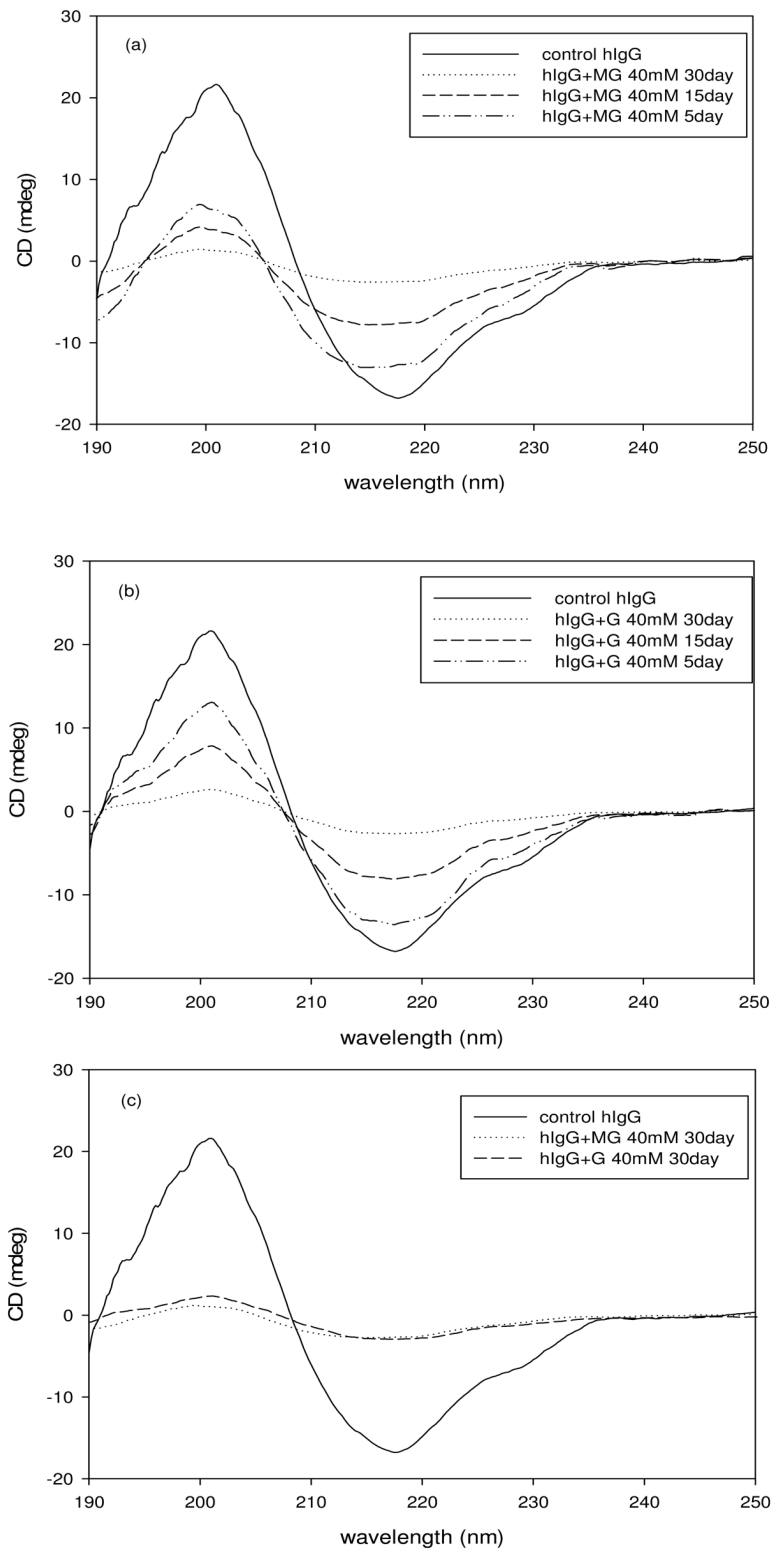 (a)
control hIgG
hIgG+MG 40mM 30day
hIgG+MG 40mM 15day
hIgG+MG 40mM 5day
30
20
10
0
-10
-20
CD (mdeg)
190 200 210 220 230 240 250
wavelength (nm)
(b)
control hIgG
hIgG+G 40mM 30day
hIgG+G 40mM 15day
hIgG+G 40mM 5day
30
20
10
0
-10
-20
CD (mdeg)
190 200 210 220 230 240 250
wavelength (nm)
(c)
control hIgG
hIgG+MG 40mM 30day
hIgG+G 40mM 30day
30
20
10
0
-10
-20
CD (mdeg)
190 200 210 220 230 240 250
wavelength (nm)